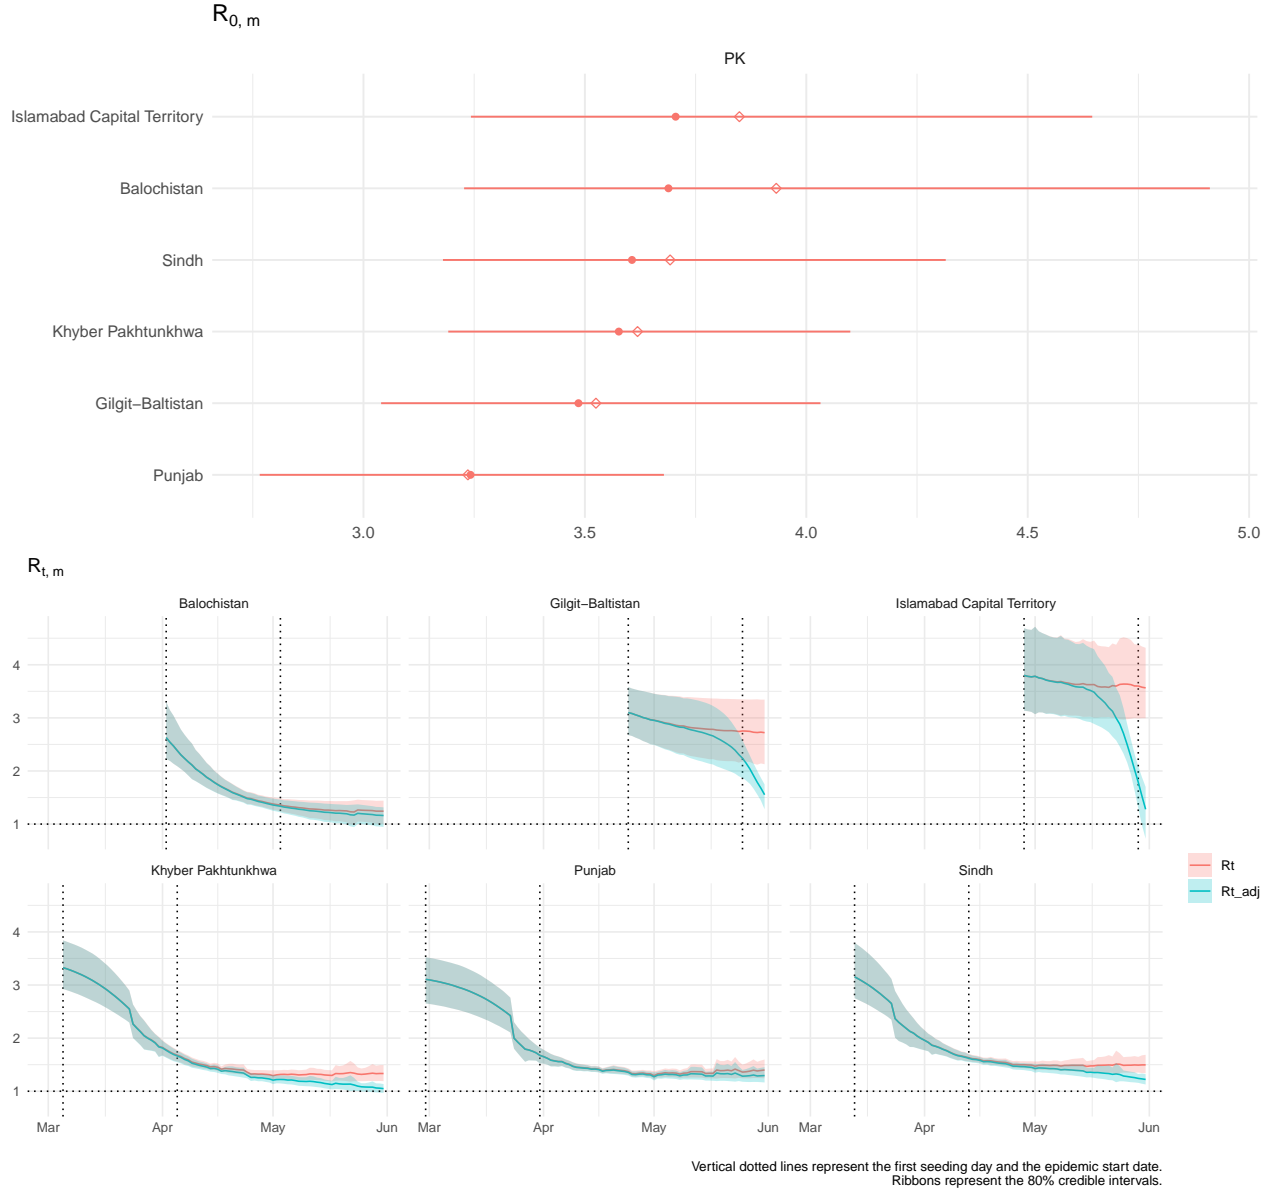 R0, m
PK
Islamabad Capital Territory
Balochistan
Sindh
Khyber Pakhtunkhwa
Gilgit−Baltistan
Punjab
3.0 3.5 4.0 4.5 5.0
Rt, m
Balochistan Gilgit−Baltistan Islamabad Capital Territory
4
3
2
1
Khyber Pakhtunkhwa Punjab Sindh
4
3
2
1
Rt
Rt_adj
Mar Apr May Jun Mar Apr May Jun Mar Apr May Jun
Vertical dotted lines represent the first seeding day and the epidemic start date.
Ribbons represent the 80% credible intervals.